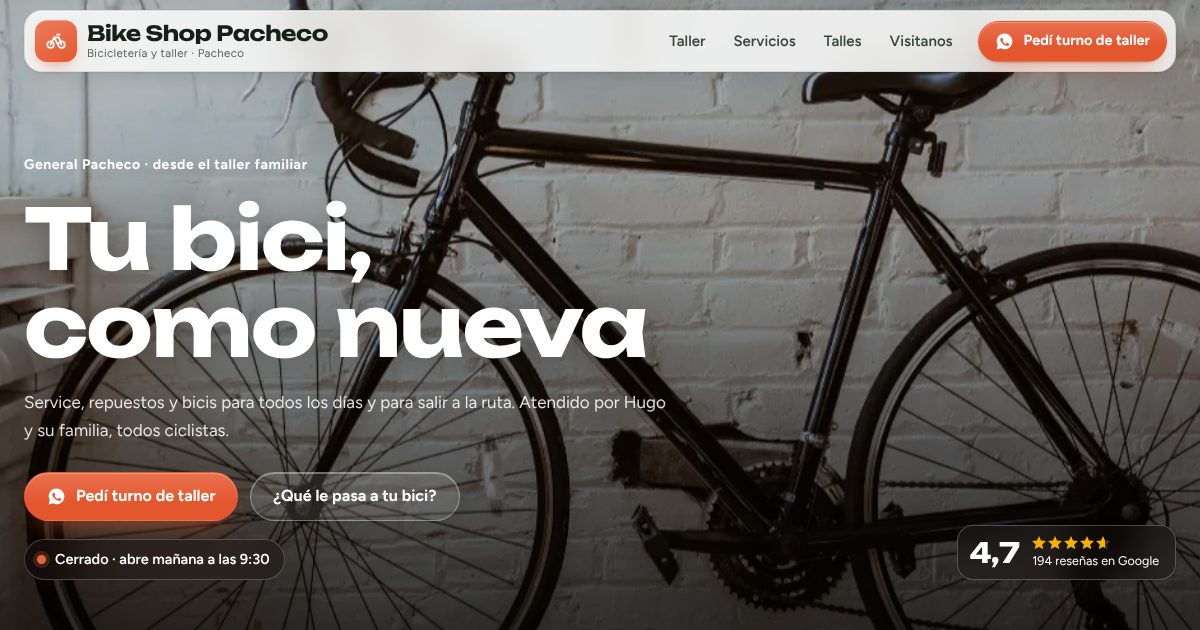 Bike Shop Pacheco
Bicicletería y taller · Pacheco
Taller
Servicios
Talles
Visitanos
Pedí turno de taller
General Pacheco · desde el taller familiar
Tu bici,
como nueva
Service, repuestos y bicis para todos los días y para salir a la ruta. Atendido por Hugo
y su familia, todos ciclistas.
Pedí turno de taller
¿Qué le pasa a tu bici?
Cerrado · abre mañana a las 9:30
4,7
194 reseñas en Google